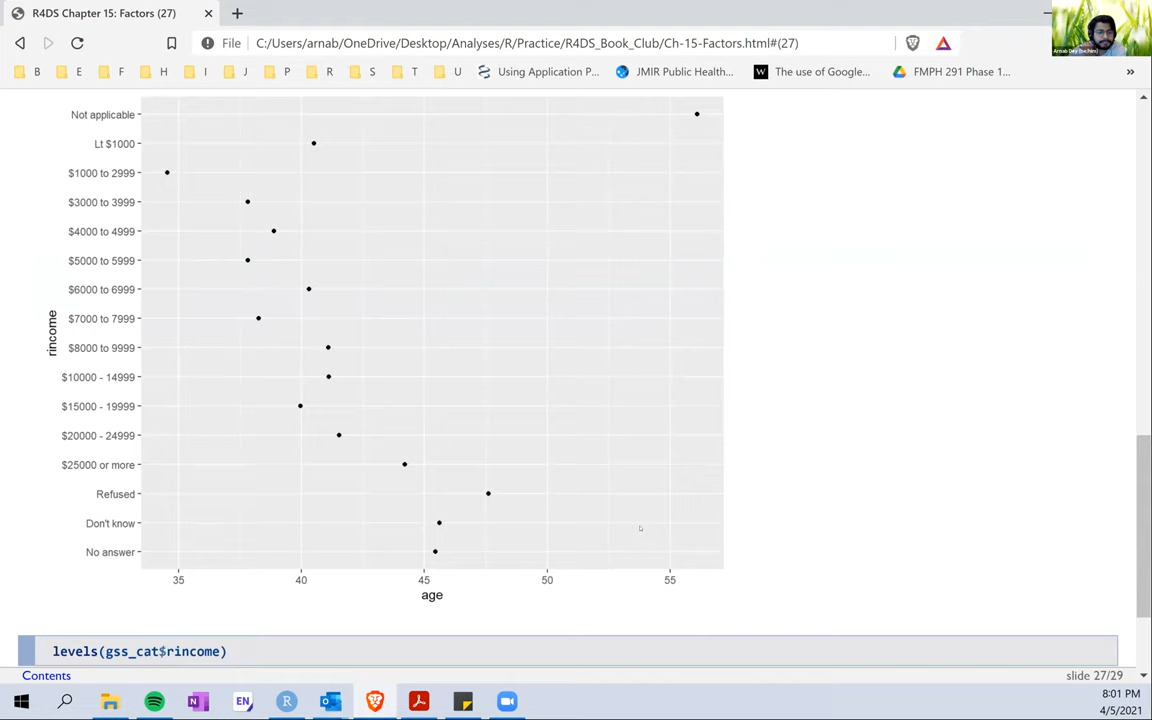 R4DS Chapter 15: Factors (27)
File
C:/Users/arnab/OneDrive/Desktop/Analyses/R/Practice/R4DS_Book_Club/Ch-15-Factors.html#(27)
B E F H I J P R S T U Using Application P... JMIR Public Health... W The use of Google... FMPH 291 Phase 1... »
Not applicable
Lt $1000
$1000 to 2999
$3000 to 3999
$4000 to 4999
$5000 to 5999
$6000 to 6999
$7000 to 7999
$8000 to 9999
$10000 - 14999
$15000 - 19999
$20000 - 24999
$25000 or more
Refused
Don't know
No answer
rincome
35 40 45 50 55
age
levels(gss_cat$rincome)
Contents
slide 27/29
N EN R
8:01 PM
4/5/2021